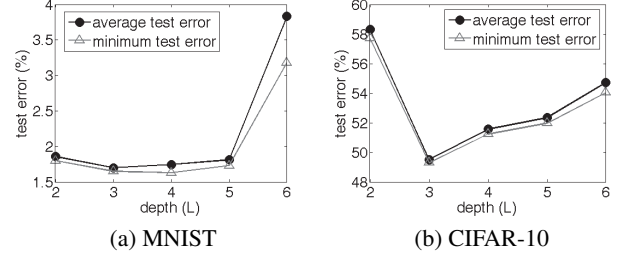 4
3.5
3
2.5
2
1.5
test error (%)
average test error
minimum test error
2 3 4 5 6
depth (L)
(a) MNIST
60
58
56
54
52
50
48
test error (%)
average test error
minimum test error
2 3 4 5 6
depth (L)
(b) CIFAR-10